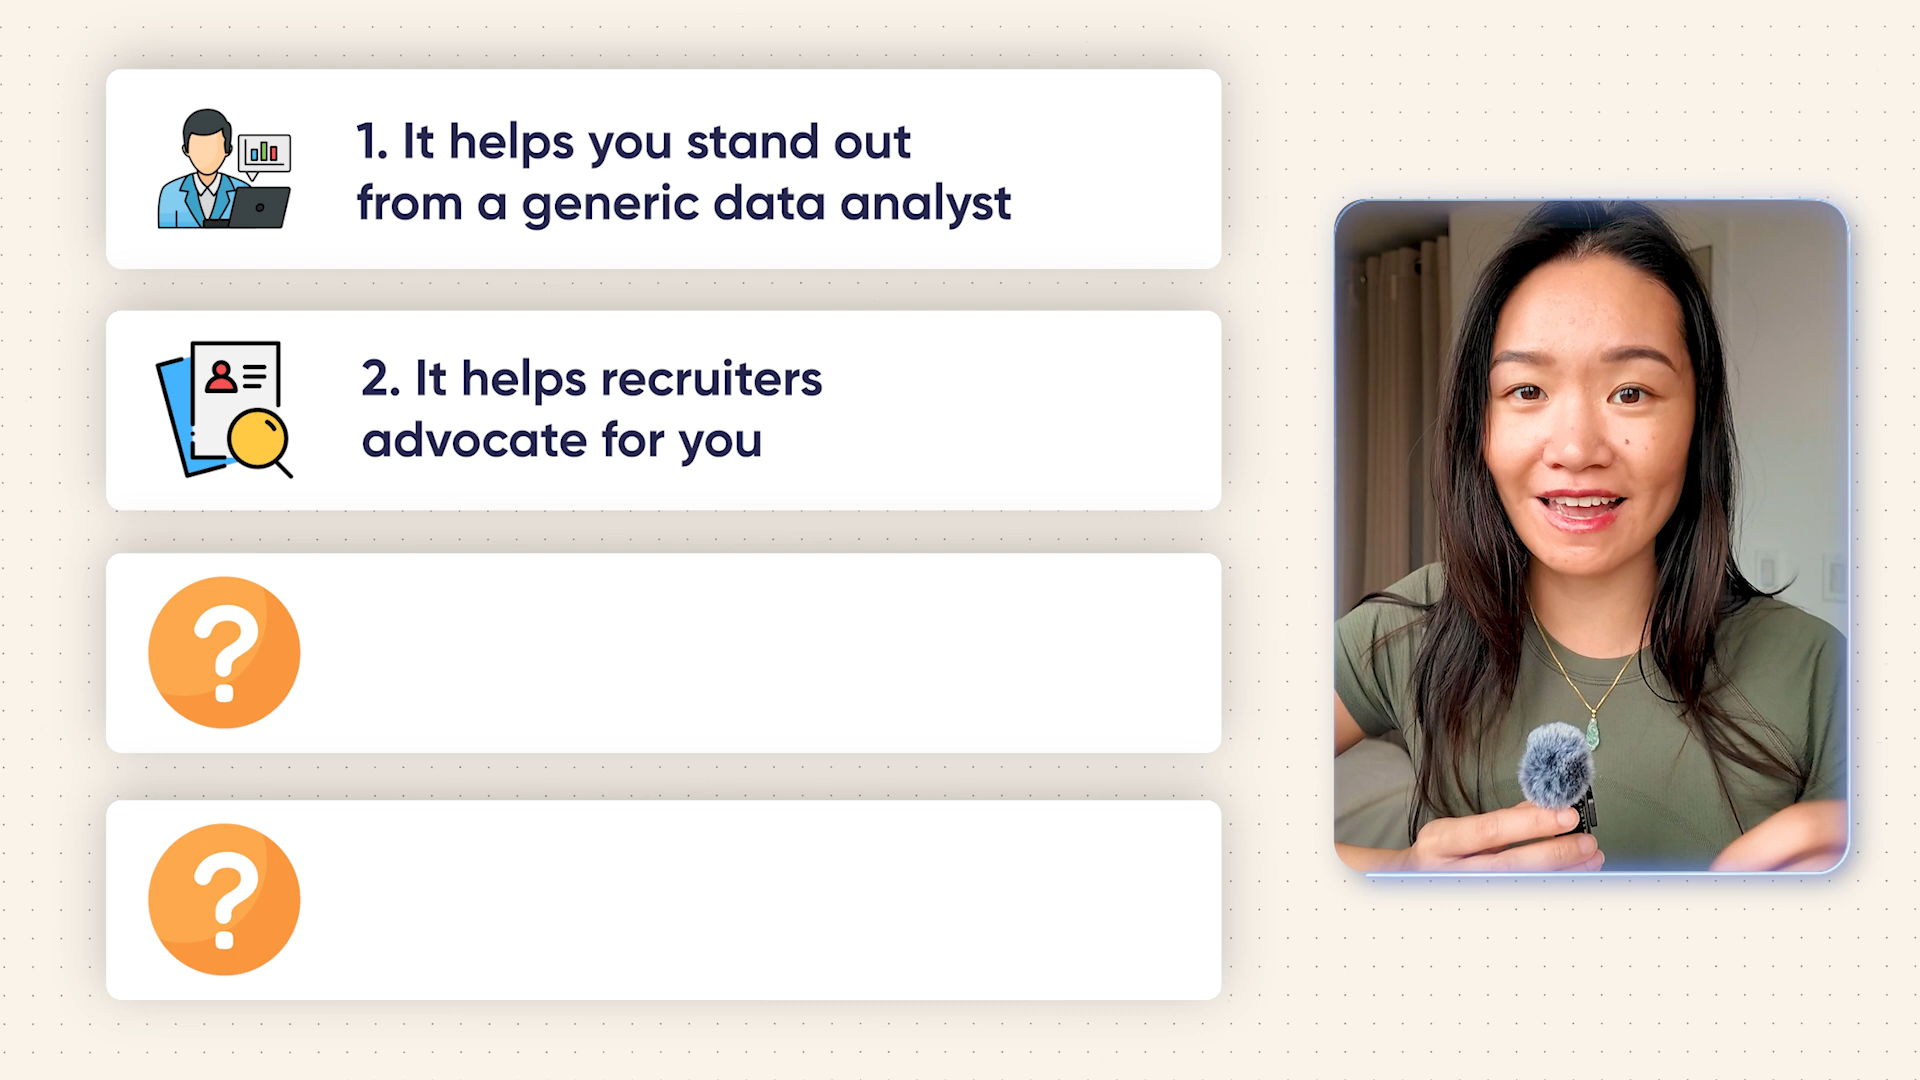 1. It helps you stand out
from a generic data analyst
2. It helps recruiters
advocate for you
?
?